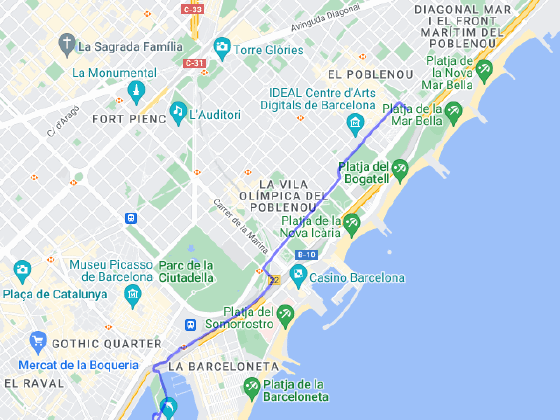 C-33
Avinguda Diagonal
DIAGONAL MAR
I EL FRONT
MARÍTIM DEL
POBLENOU
La Sagrada Família
Torre Glòries
C-31
Platja de
la Nova
Mar Bella
EL POBLENOU
La Monumental
IDEAL Centre d'Arts
Digitals de Barcelona
C/ d'Aragó
FORT PIENC
L'Auditori
Platja de la
Mar Bella
Platja del
Bogatell
LA VILA
OLÍMPICA DEL
POBLENOU
Carrer de la Marina
Platja de la
Nova Icària
B-10
Museu Picasso
de Barcelona
Parc de la
Ciutadella
Casino Barcelona
22
Plaça de Catalunya
Platja del
Somorrostro
GOTHIC QUARTER
Mercat de la Boqueria
LA BARCELONETA
EL RAVAL
Platja de la
Barceloneta